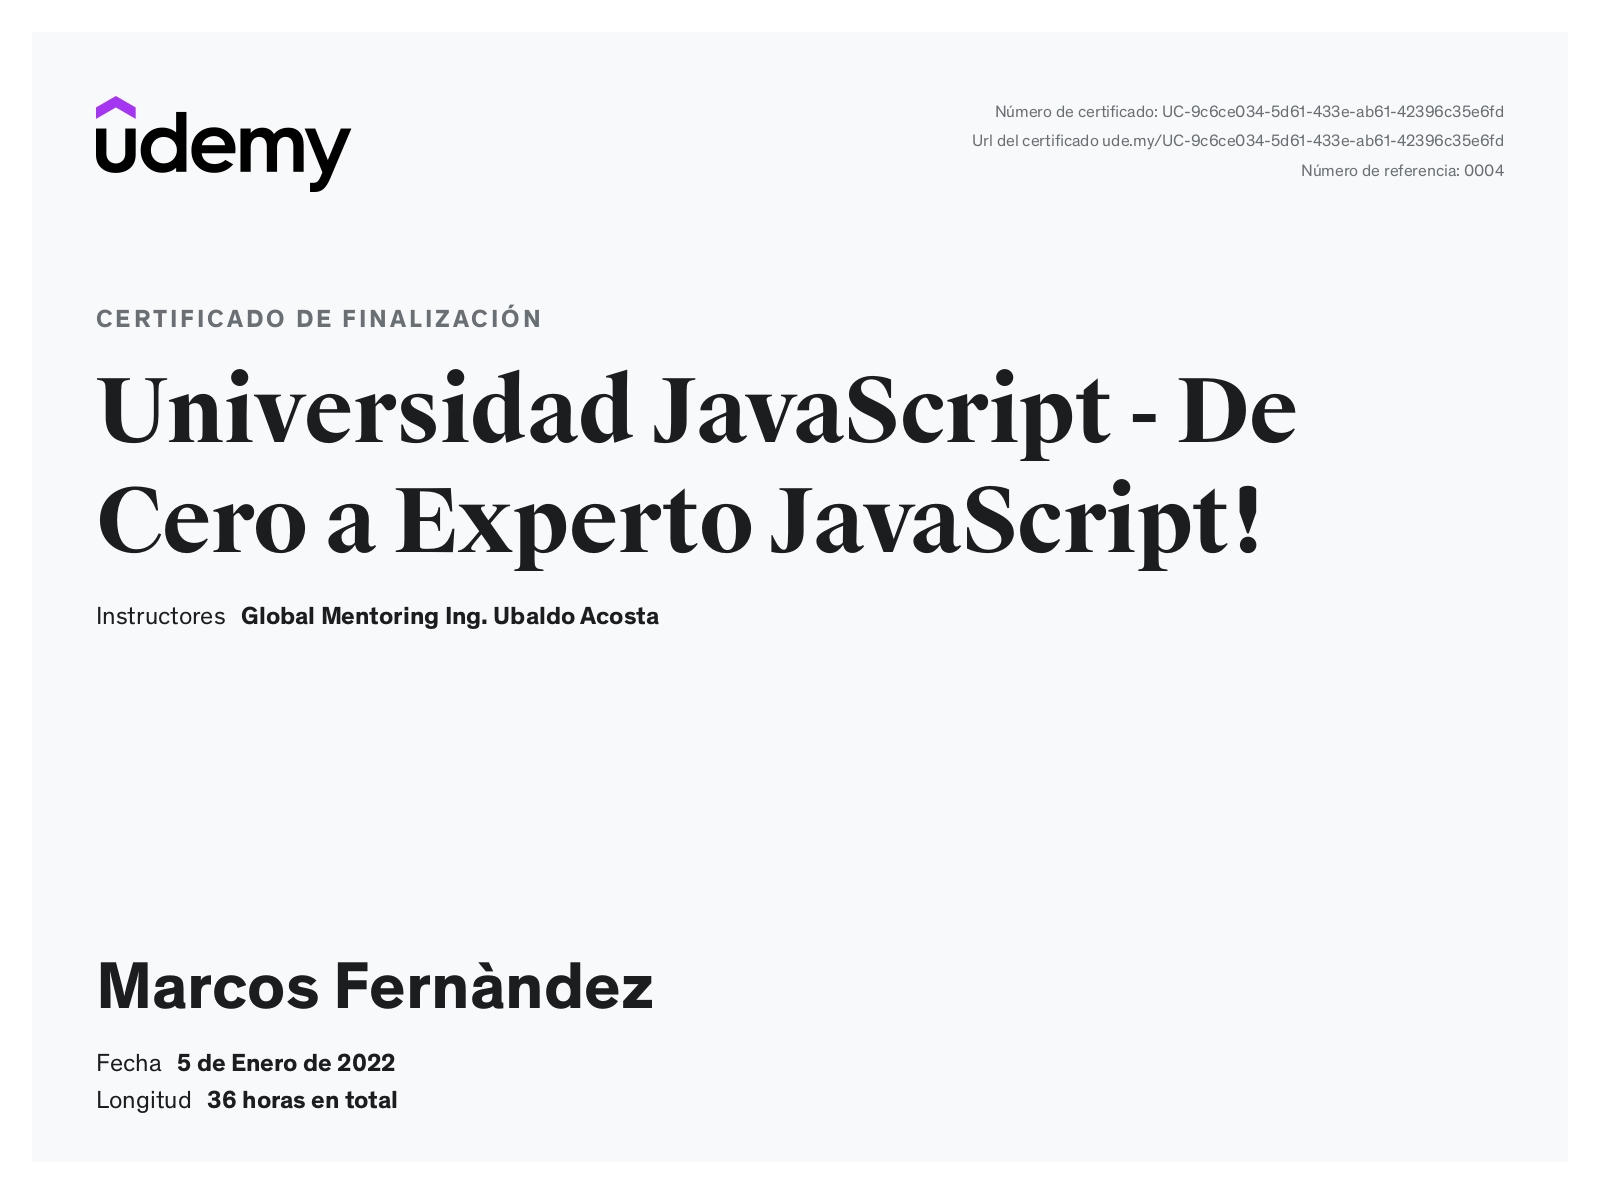 udemy
Número de certificado: UC-9c6ce034-5d61-433e-ab61-42396c35e6fd
Url del certificado ude.my/UC-9c6ce034-5d61-433e-ab61-42396c35e6fd
Número de referencia: 0004
CERTIFICADO DE FINALIZACIÓN
Universidad JavaScript - De
Cero a Experto JavaScript!
Instructores Global Mentoring Ing. Ubaldo Acosta
Marcos Fernàndez
Fecha 5 de Enero de 2022
Longitud 36 horas en total